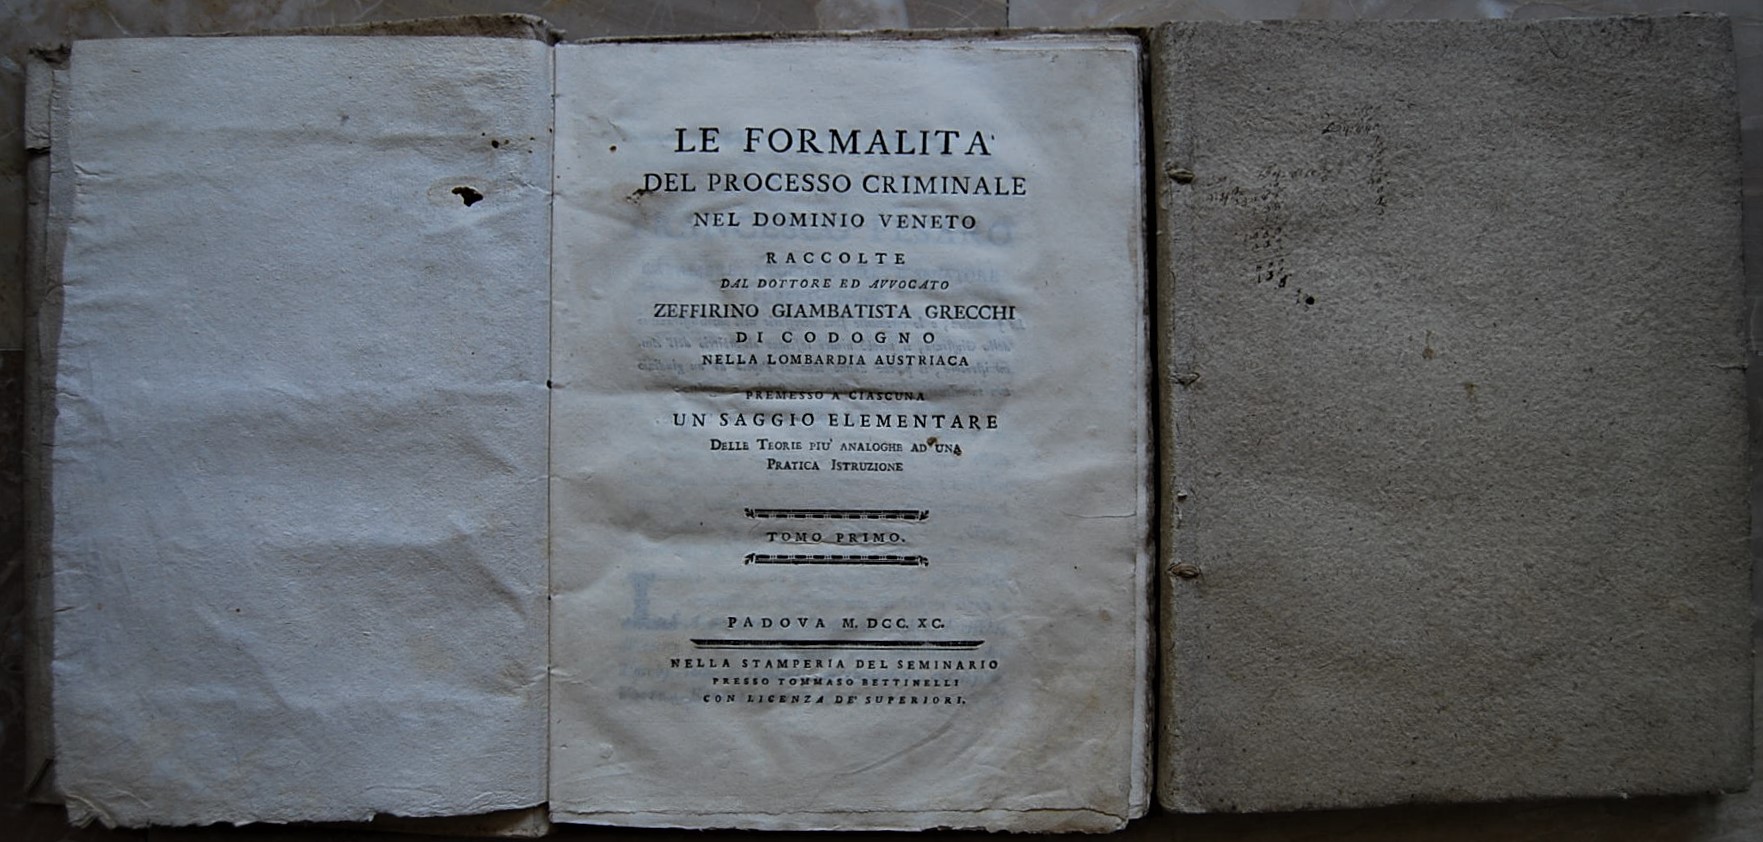 LE FORMALITA'
DEL PROCESSO CRIMINALE
NEL DOMINIO VENETO
RACCOLTE
DAL DOTTORE ED AVVOCATO
ZEFFIRINO GIAMBATISTA GRECCHI
DI CODOGNO
NELLA LOMBARDIA AUSTRIACA
PREMESSO A CIASCUNA
UN SAGGIO ELEMENTARE
DELLE TEORIE PIU' ANALOGHE AD UNA
PRATICA ISTRUZIONE
TOMO PRIMO.
PADOVA M. DCC. XC.
NELLA STAMPERIA DEL SEMINARIO
PRESSO TOMMASO BETTINELLI
CON LICENZA DE' SUPERIORI.